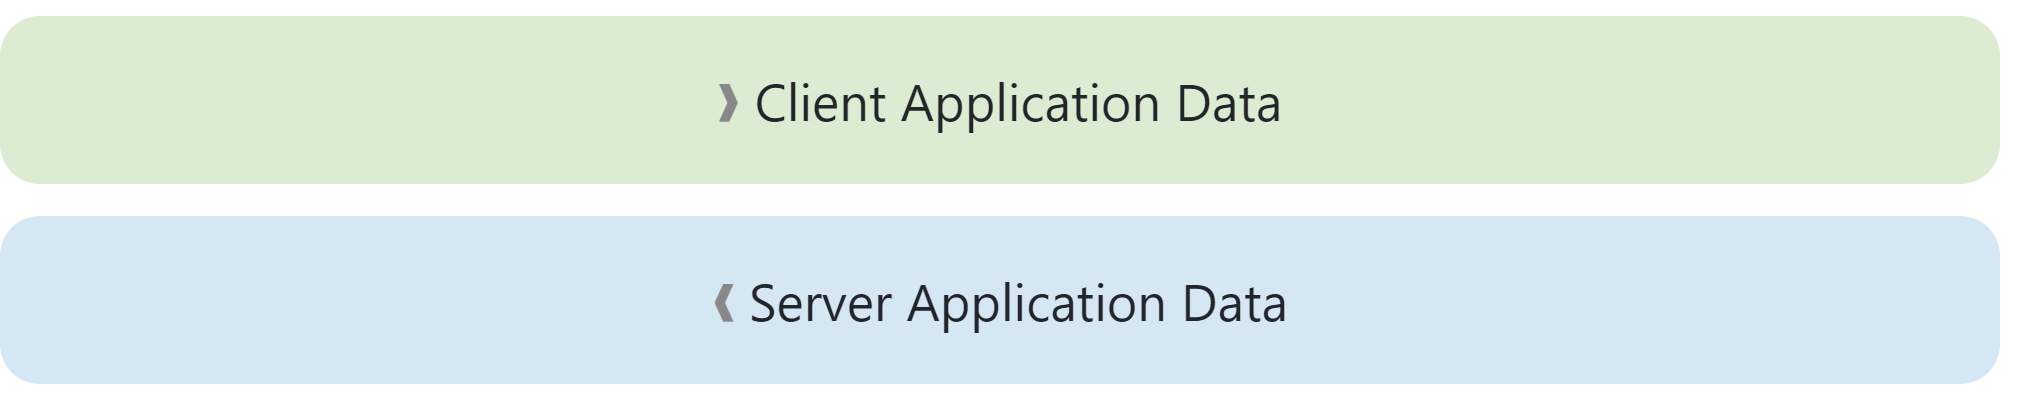 ❱ Client Application Data
❰ Server Application Data